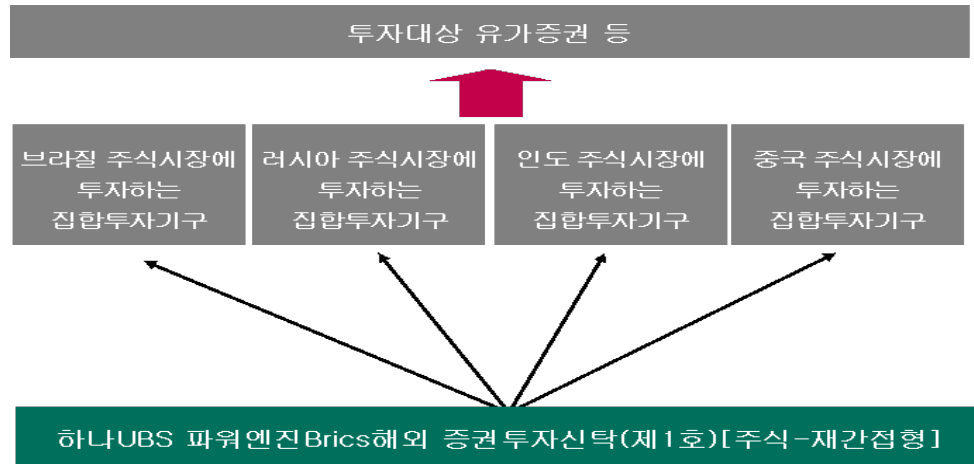 투자대상 유가증권 등
브라질 주식시장에
투자하는
집합투자기구
러시아 주식시장에
투자하는
집합투자기구
인도 주식시장에
투자하는
집합투자기구
중국 주식시장에
투자하는
집합투자기구
하나UBS 파워엔진Brics해외 증권투자신탁(제1호)[주식-재간접형]